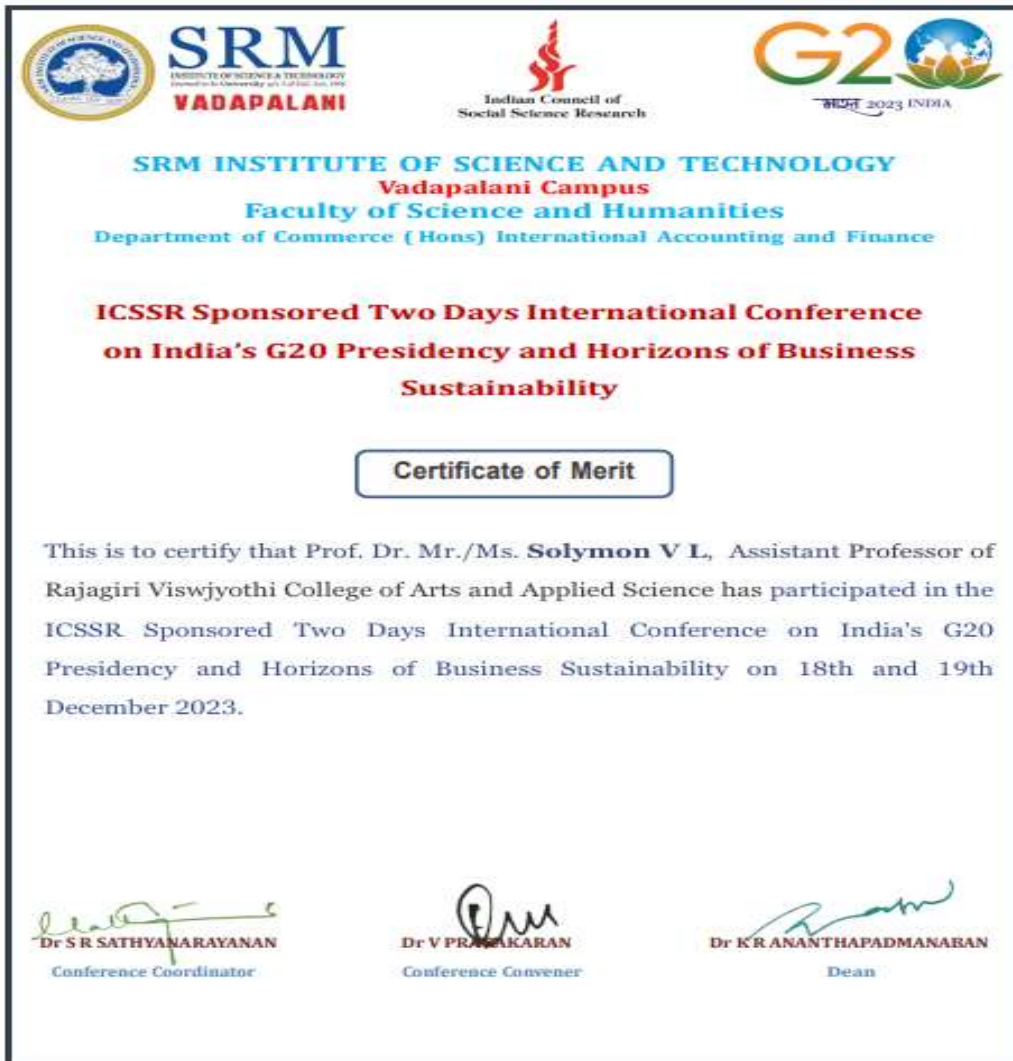 SRM
INSTITUTE OF SCIENCE & TECHNOLOGY
VADAPALANI
Indian Council of
Social Science Research
G20
भारत 2023 INDIA
SRM INSTITUTE OF SCIENCE AND TECHNOLOGY
Vadapalani Campus
Faculty of Science and Humanities
Department of Commerce ( Hons) International Accounting and Finance
ICSSR Sponsored Two Days International Conference
on India’s G20 Presidency and Horizons of Business
Sustainability
Certificate of Merit
This is to certify that Prof. Dr. Mr./Ms. Solymon V L, Assistant Professor of
Rajagiri Viswjyothi College of Arts and Applied Science has participated in the
ICSSR Sponsored Two Days International Conference on India's G20
Presidency and Horizons of Business Sustainability on 18th and 19th
December 2023.
Dr S R SATHYANARAYANAN
Conference Coordinator
Dr V PRABAKARAN
Conference Convener
Dr K R ANANTHAPADMANABAN
Dean